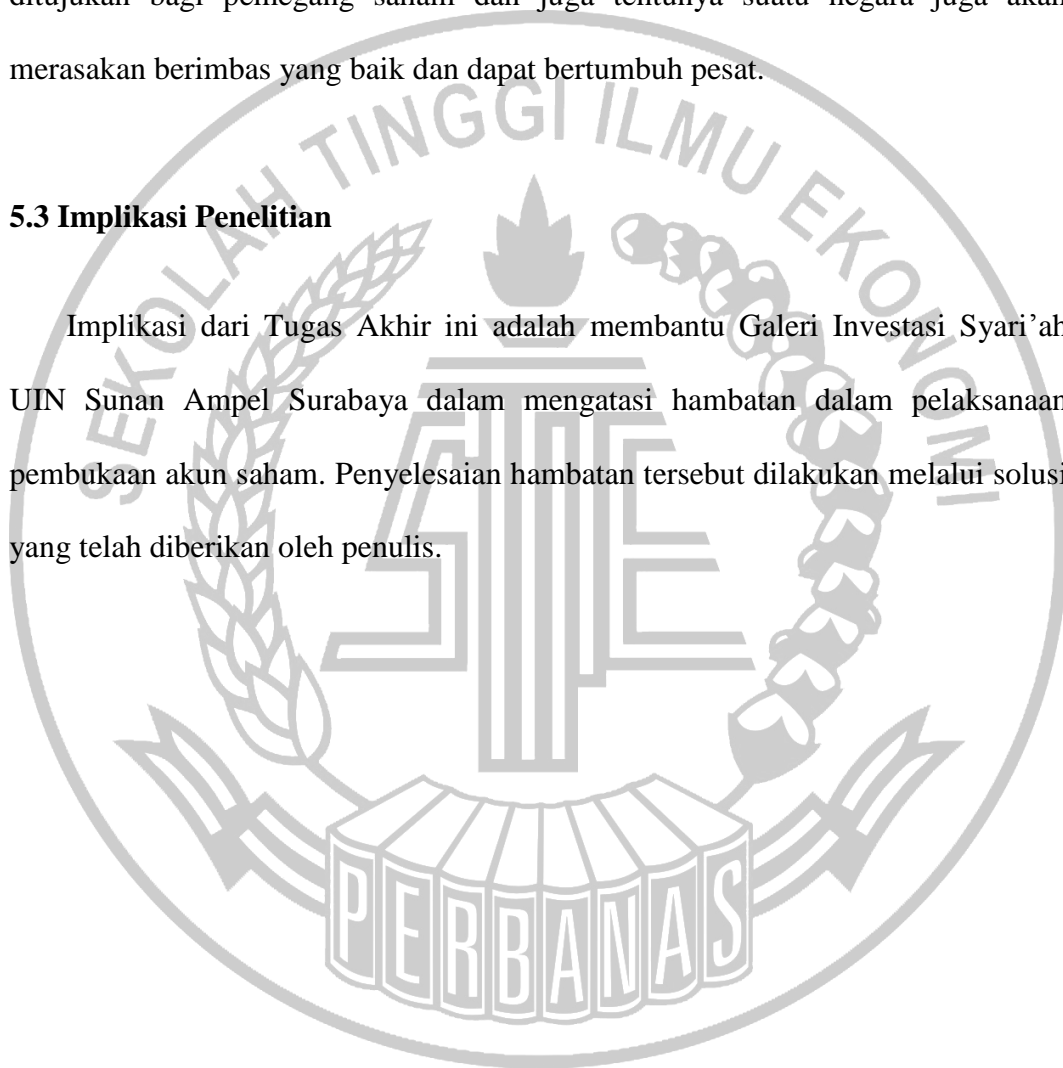 ditujukan bagi pemegang saham dan juga tentunya suatu negara juga akan
merasakan berimbas yang baik dan dapat bertumbuh pesat.
SEKOLAH TINGGI ILMU EKONOMI
5.3 Implikasi Penelitian
Implikasi dari Tugas Akhir ini adalah membantu Galeri Investasi Syari’ah
UIN Sunan Ampel Surabaya dalam mengatasi hambatan dalam pelaksanaan
pembukaan akun saham. Penyelesaian hambatan tersebut dilakukan melalui solusi
yang telah diberikan oleh penulis.
PERBANAS